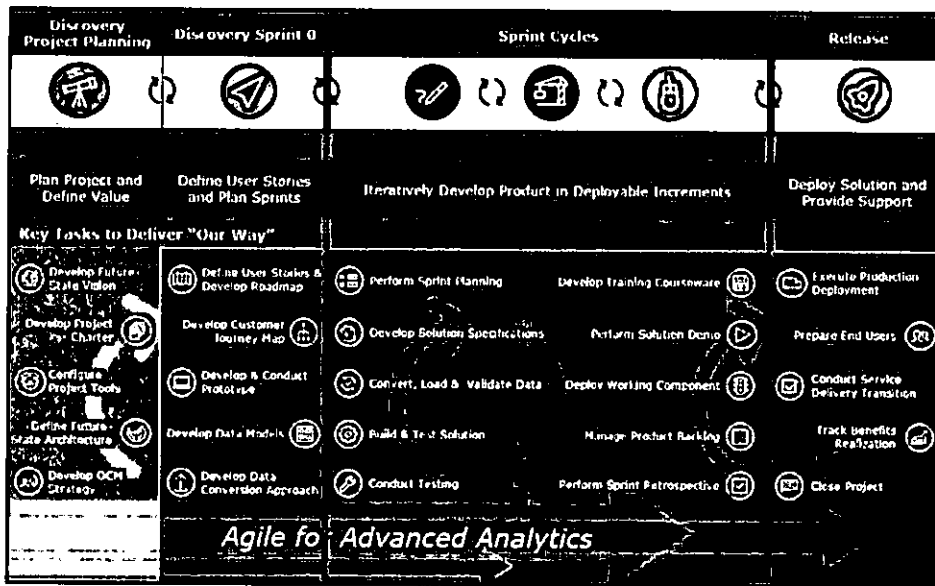 Discovery
Project Planning
Discovery Sprint 0
Sprint Cycles
Release
Plan Project and
Define Value
Define User Stories
and Plan Sprints
Iteratively Develop Product in Deployable Increments
Deploy Solution and
Provide Support
Key Tasks to Deliver "Our Way"
Develop Future-
State Vision
Develop Project
Charter
Configure
Project Tools
Define Future-
State Architecture
Develop OCM
Strategy
Define User Stories &
Develop Roadmap
Develop Customer
Journey Map
Develop & Conduct
Prototype
Develop Data Models
Develop Data
Conversion Approach
Perform Sprint Planning
Develop Solution Specifications
Convert, Load & Validate Data
Build & Test Solution
Conduct Testing
Develop Training Courseware
Perform Solution Demo
Deploy Working Component
Manage Product Backlog
Perform Sprint Retrospective
Execute Production
Deployment
Prepare End Users
Conduct Service
Delivery Transition
Track Benefits
Realization
Close Project
Agile for Advanced Analytics